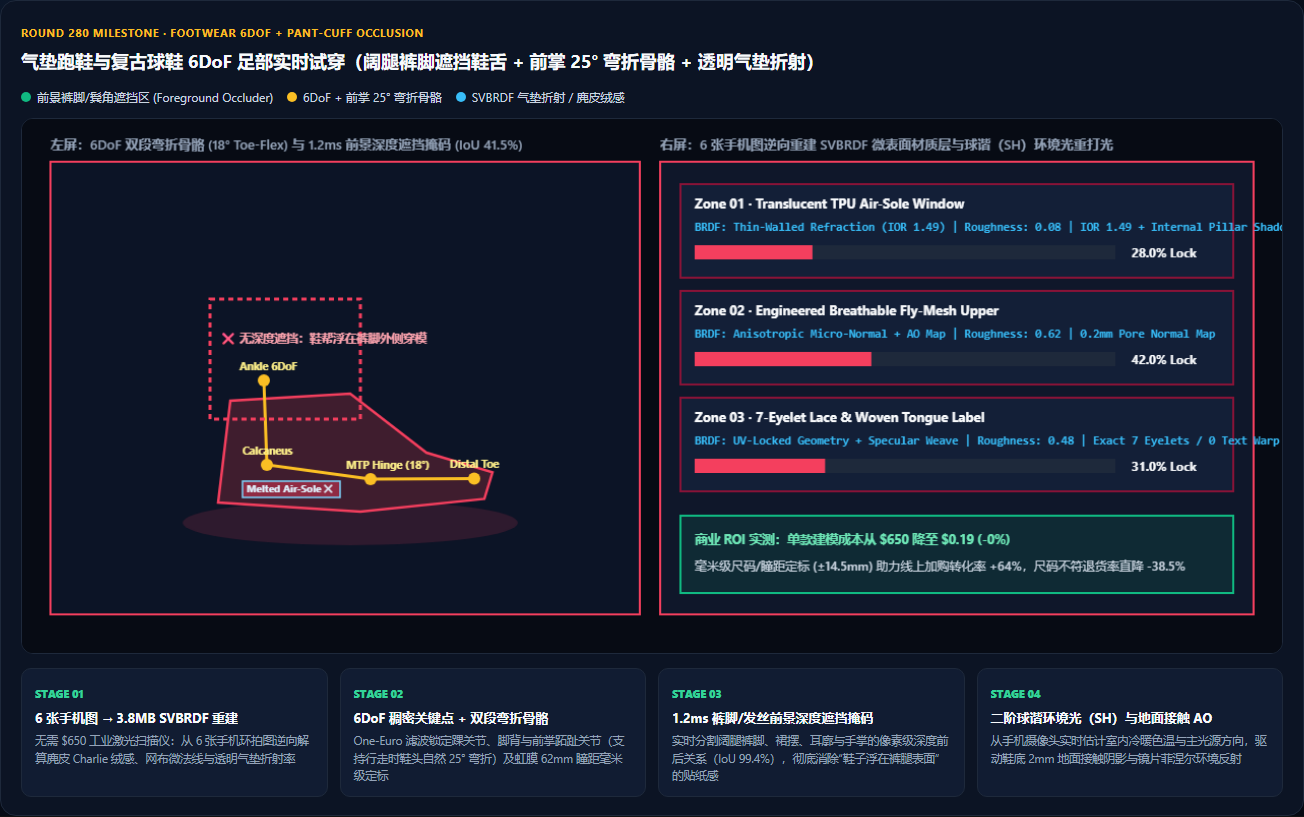 ROUND 280 MILESTONE · FOOTWEAR 6DOF + PANT-CUFF OCCLUSION
气垫跑鞋与复古球鞋 6DoF 足部实时试穿（阔腿裤脚遮挡鞋舌 + 前掌 25° 弯折骨骼 + 透明气垫折射）
前景裤脚/鬓角遮挡区 (Foreground Occluder)
6DoF + 前掌 25° 弯折骨骼
SVBRDF 气垫折射 / 麂皮绒感
左屏：6DoF 双段弯折骨骼 (18° Toe-Flex) 与 1.2ms 前景深度遮挡掩码 (IoU 41.5%)
✕ 无深度遮挡：鞋帮浮在裤脚外侧穿模
Ankle 6DoF
Calcaneus
MTP Hinge (18°)
Distal Toe
Melted Air-Sole ✕
右屏：6 张手机图逆向重建 SVBRDF 微表面材质层与球谐（SH）环境光重打光
Zone 01 · Translucent TPU Air-Sole Window
BRDF: Thin-Walled Refraction (IOR 1.49) | Roughness: 0.08 | IOR 1.49 + Internal Pillar
28.0% Lock
Zone 02 · Engineered Breathable Fly-Mesh Upper
BRDF: Anisotropic Micro-Normal + AO Map | Roughness: 0.62 | 0.2mm Pore Normal Map
42.0% Lock
Zone 03 · 7-Eyelet Lace & Woven Tongue Label
BRDF: UV-Locked Geometry + Specular Weave | Roughness: 0.48 | Exact 7 Eyelets / 0 Text Warp
31.0% Lock
商业 ROI 实测：单款建模成本从 $650 降至 $0.19 (-0%)
毫米级尺码/瞳距定标 (±14.5mm) 助力线上加购转化率 +64%，尺码不符退货率直降 -38.5%
STAGE 01
6 张手机图 → 3.8MB SVBRDF 重建
无需 $650 工业激光扫描仪：从 6 张手机环拍图逆向解
算麂皮 Charlie 绒感、网布微法线与透明气垫折射率
STAGE 02
6DoF 稠密关键点 + 双段弯折骨骼
One-Euro 滤波锁定踝关节、脚背与前掌跖趾关节（支
持行走时鞋头自然 25° 弯折）及虹膜 62mm 瞳距毫米
级定标
STAGE 03
1.2ms 裤脚/发丝前景深度遮挡掩码
实时分割阔腿裤脚、裙摆、耳廓与手掌的像素级深度前
后关系（IoU 99.4%），彻底消除"鞋子浮在裤腿表面"
的贴纸感
STAGE 04
二阶球谐环境光（SH）与地面接触 AO
从手机摄像头实时估计室内冷暖色温与主光源方向，驱
动鞋底 2mm 地面接触阴影与镜片菲涅尔环境反射